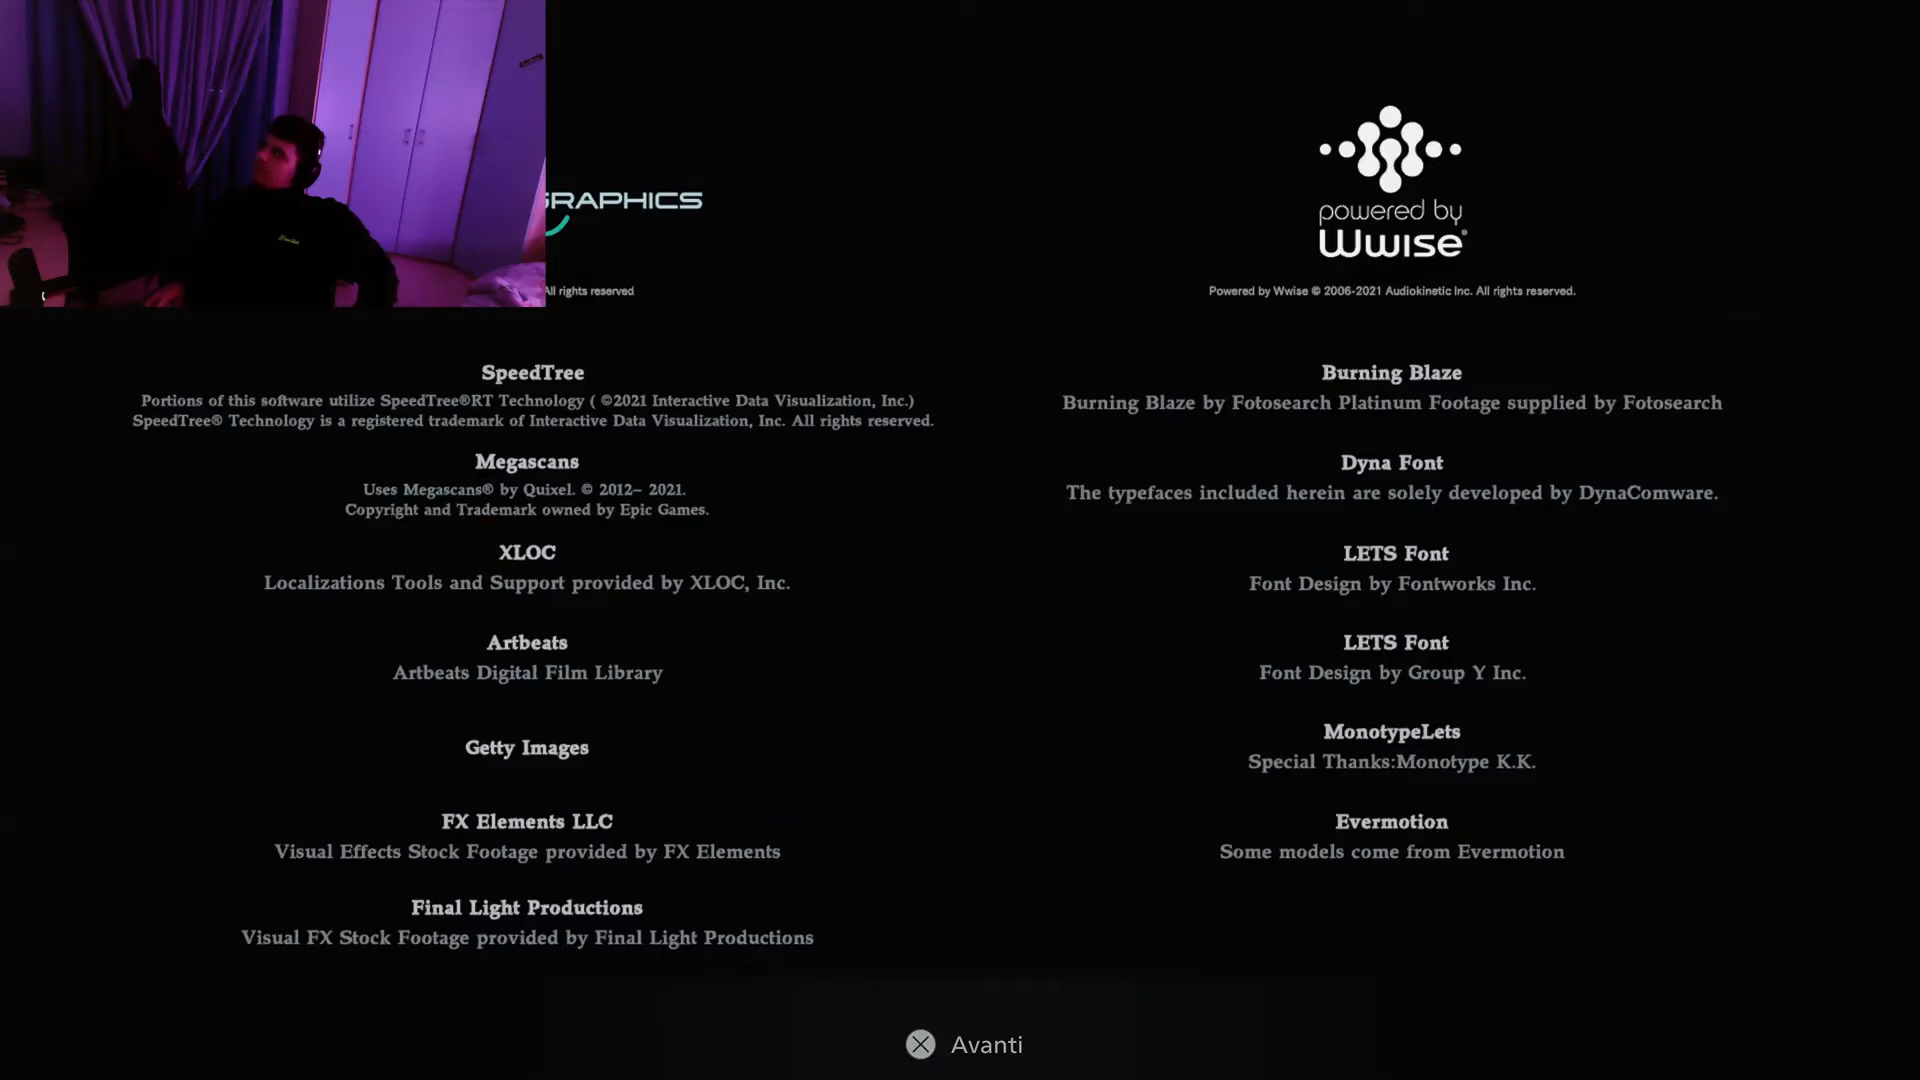 GRAPHICS
All rights reserved
powered by
Wwise®
Powered by Wwise © 2006-2021 Audiokinetic Inc. All rights reserved.
SpeedTree
Portions of this software utilize SpeedTree®RT Technology ( ©2021 Interactive Data Visualization, Inc.)
SpeedTree® Technology is a registered trademark of Interactive Data Visualization, Inc. All rights reserved.
Megascans
Uses Megascans® by Quixel. © 2012– 2021.
Copyright and Trademark owned by Epic Games.
XLOC
Localizations Tools and Support provided by XLOC, Inc.
Artbeats
Artbeats Digital Film Library
Getty Images
FX Elements LLC
Visual Effects Stock Footage provided by FX Elements
Final Light Productions
Visual FX Stock Footage provided by Final Light Productions
Burning Blaze
Burning Blaze by Fotosearch Platinum Footage supplied by Fotosearch
Dyna Font
The typefaces included herein are solely developed by DynaComware.
LETS Font
Font Design by Fontworks Inc.
LETS Font
Font Design by Group Y Inc.
MonotypeLets
Special Thanks:Monotype K.K.
Evermotion
Some models come from Evermotion
Avanti